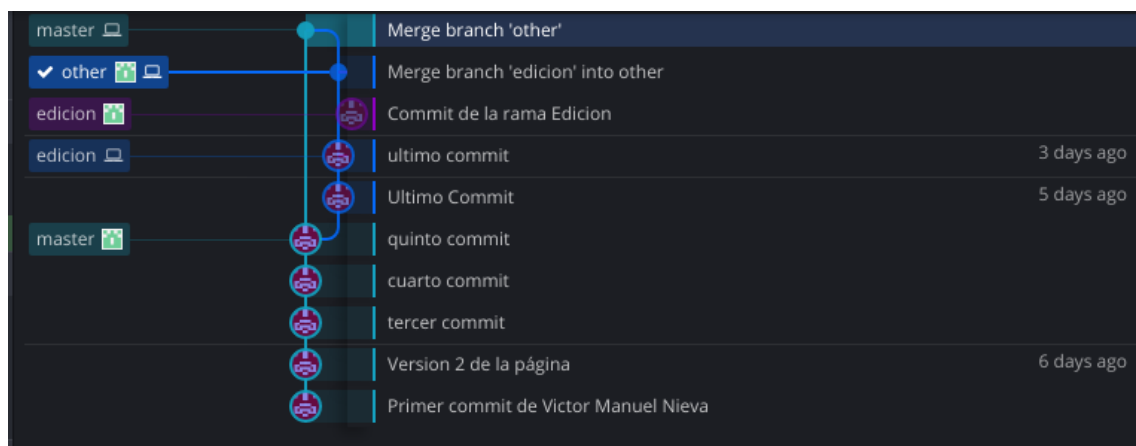 master Merge branch 'other'
other Merge branch 'edicion' into other
edicion Commit de la rama Edicion
edicion ultimo commit 3 days ago
Ultimo Commit 5 days ago
master quinto commit
cuarto commit
tercer commit
Version 2 de la página 6 days ago
Primer commit de Victor Manuel Nieva